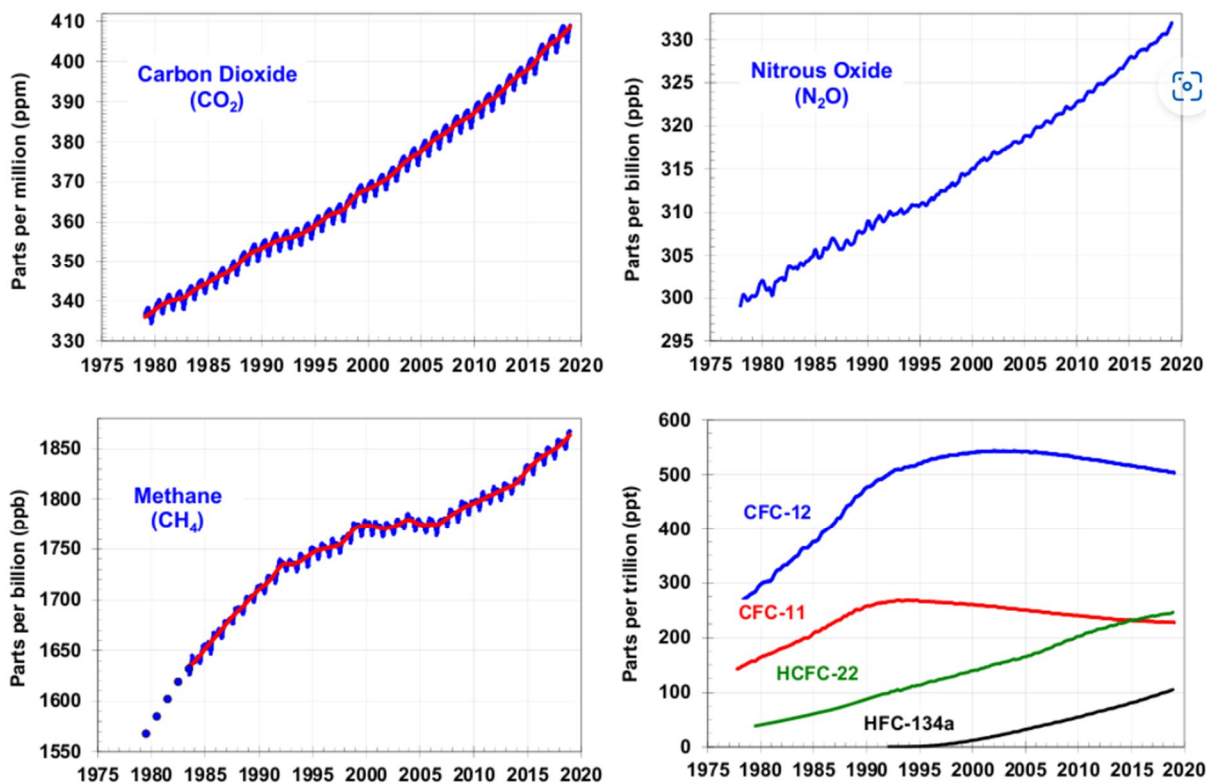 410
400
390
380
370
360
350
340
330
Parts per million (ppm)
Carbon Dioxide
(CO₂)
1975 1980 1985 1990 1995 2000 2005 2010 2015 2020
330
325
320
315
310
305
300
295
Parts per billion (ppb)
Nitrous Oxide
(N₂O)
1975 1980 1985 1990 1995 2000 2005 2010 2015 2020
1850
1800
1750
1700
1650
1600
1550
Parts per billion (ppb)
Methane
(CH₄)
1975 1980 1985 1990 1995 2000 2005 2010 2015 2020
600
500
400
300
200
100
0
Parts per trillion (ppt)
CFC-12
CFC-11
HCFC-22
HFC-134a
1975 1980 1985 1990 1995 2000 2005 2010 2015 2020